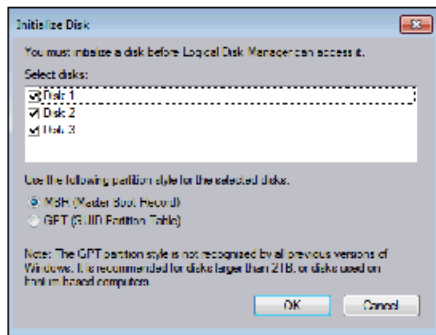 Initialize Disk
You must initialize a disk before Logical Disk Manager can access it.
Select disks:
Disk 1
Disk 2
Disk 3
Use the following partition style for the selected disks:
MBR (Master Boot Record)
GPT (GUID Partition Table)
Note: The GPT partition style is not recognized by all previous versions of
Windows. It is recommended for disks larger than 2TB, or disks used on
Itanium-based computers.
OK Cancel